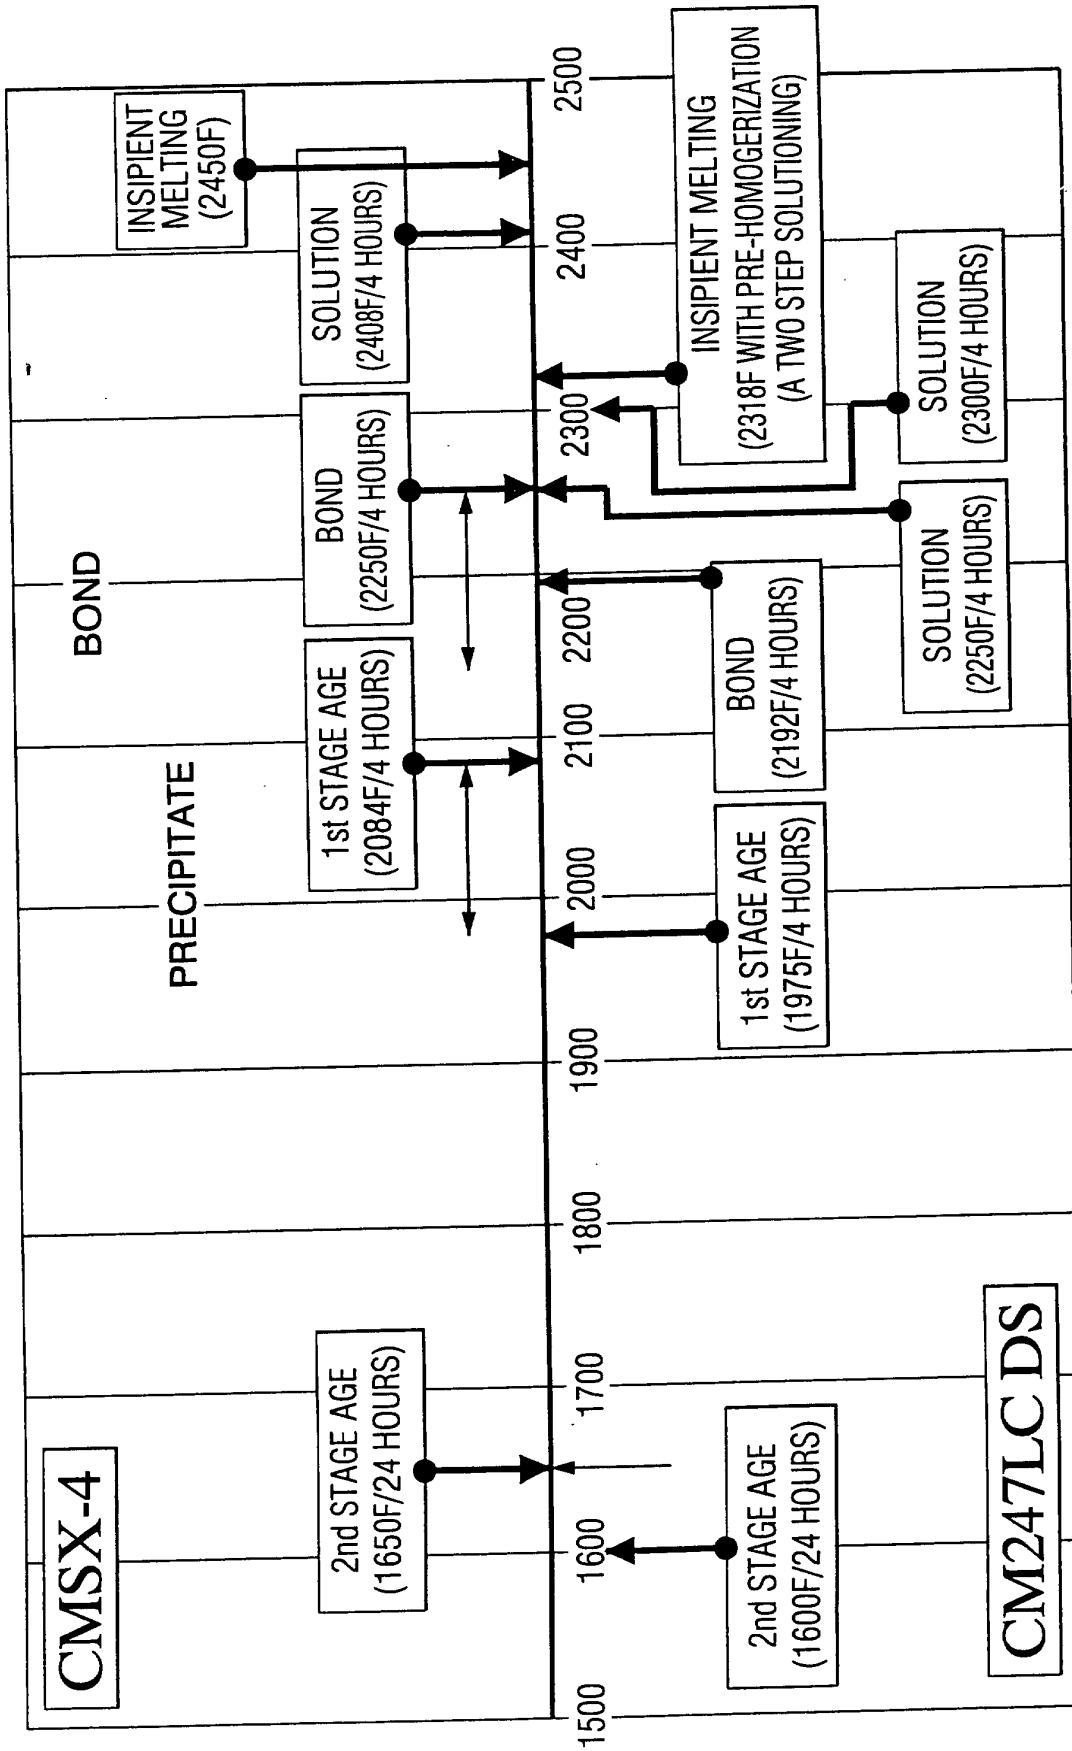 CMSX-4
PRECIPITATE
BOND
2nd STAGE AGE
(1650F/24 HOURS)
1st STAGE AGE
(2084F/4 HOURS)
BOND
(2250F/4 HOURS)
SOLUTION
(2408F/4 HOURS)
INSIPIENT
MELTING
(2450F)
1500
1600
1700
1800
1900
2000
2100
2200
2300
2400
2500
2nd STAGE AGE
(1600F/24 HOURS)
1st STAGE AGE
(1975F/4 HOURS)
BOND
(2192F/4 HOURS)
INSIPIENT MELTING
(2318F WITH PRE-HOMOGERIZATION
(A TWO STEP SOLUTIONING)
SOLUTION
(2250F/4 HOURS)
SOLUTION
(2300F/4 HOURS)
CM247LC DS